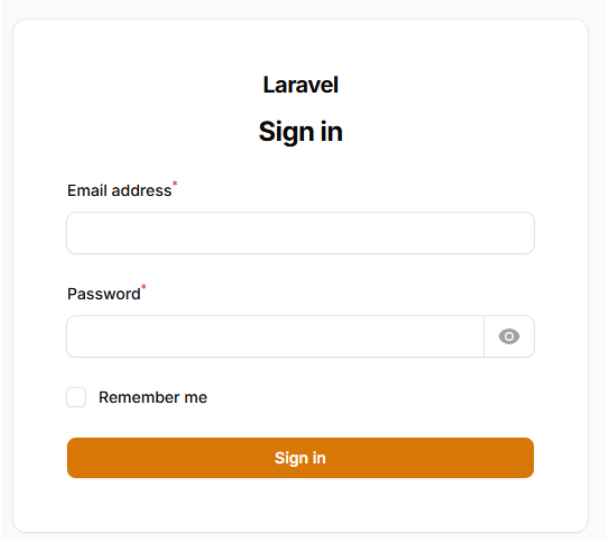 Laravel
Sign in
Email address*
Password*
Remember me
Sign in